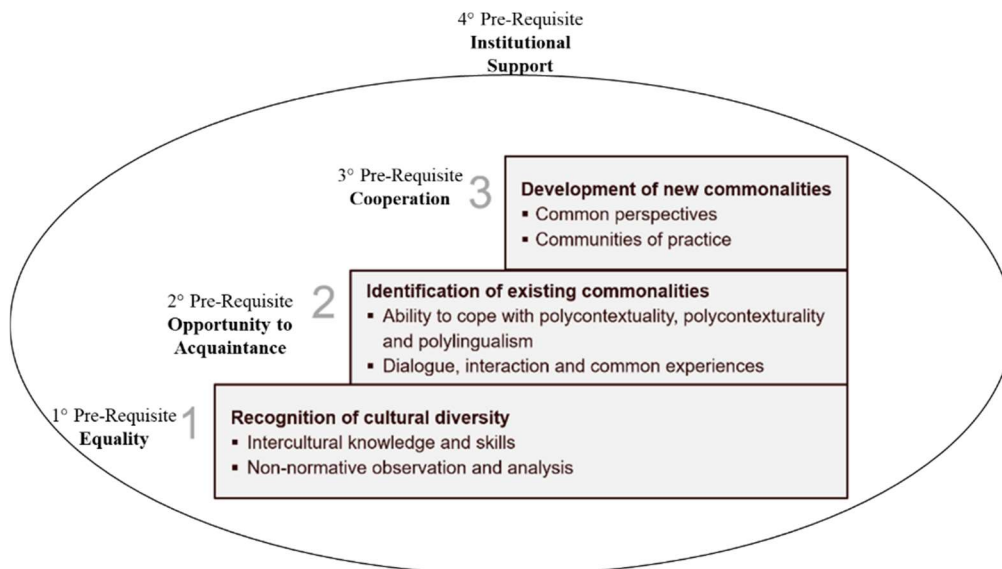 4° Pre-Requisite
Institutional
Support
3° Pre-Requisite
Cooperation
3
Development of new commonalities
▪ Common perspectives
▪ Communities of practice
2° Pre-Requisite
Opportunity to
Acquaintance
2
Identification of existing commonalities
▪ Ability to cope with polycontextuality, polycontexturality
and polylingualism
▪ Dialogue, interaction and common experiences
1° Pre-Requisite
Equality
1
Recognition of cultural diversity
▪ Intercultural knowledge and skills
▪ Non-normative observation and analysis